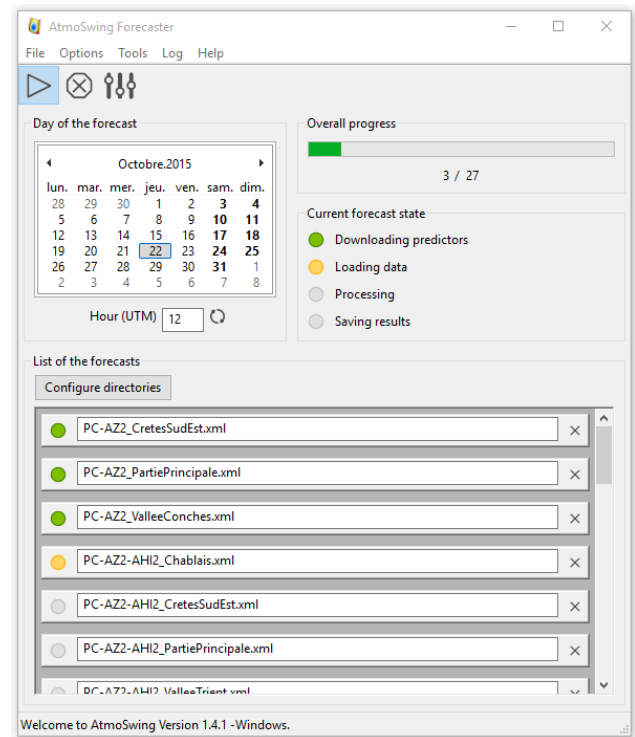 AtmoSwing Forecaster
File Options Tools Log Help
Day of the forecast
Octobre.2015
lun. mar. mer. jeu. ven. sam. dim.
28 29 30 1 2 3 4
5 6 7 8 9 10 11
12 13 14 15 16 17 18
19 20 21 22 23 24 25
26 27 28 29 30 31 1
2 3 4 5 6 7 8
Hour (UTM) 12
Overall progress
3 / 27
Current forecast state
Downloading predictors
Loading data
Processing
Saving results
List of the forecasts
Configure directories
PC-AZ2_CretesSudEst.xml
PC-AZ2_PartiePrincipale.xml
PC-AZ2_ValleeConches.xml
PC-AZ2-AHI2_Chablais.xml
PC-AZ2-AHI2_CretesSudEst.xml
PC-AZ2-AHI2_PartiePrincipale.xml
PC-AZ2-AHI2_ValleeTrient.xml
Welcome to AtmoSwing Version 1.4.1 -Windows.